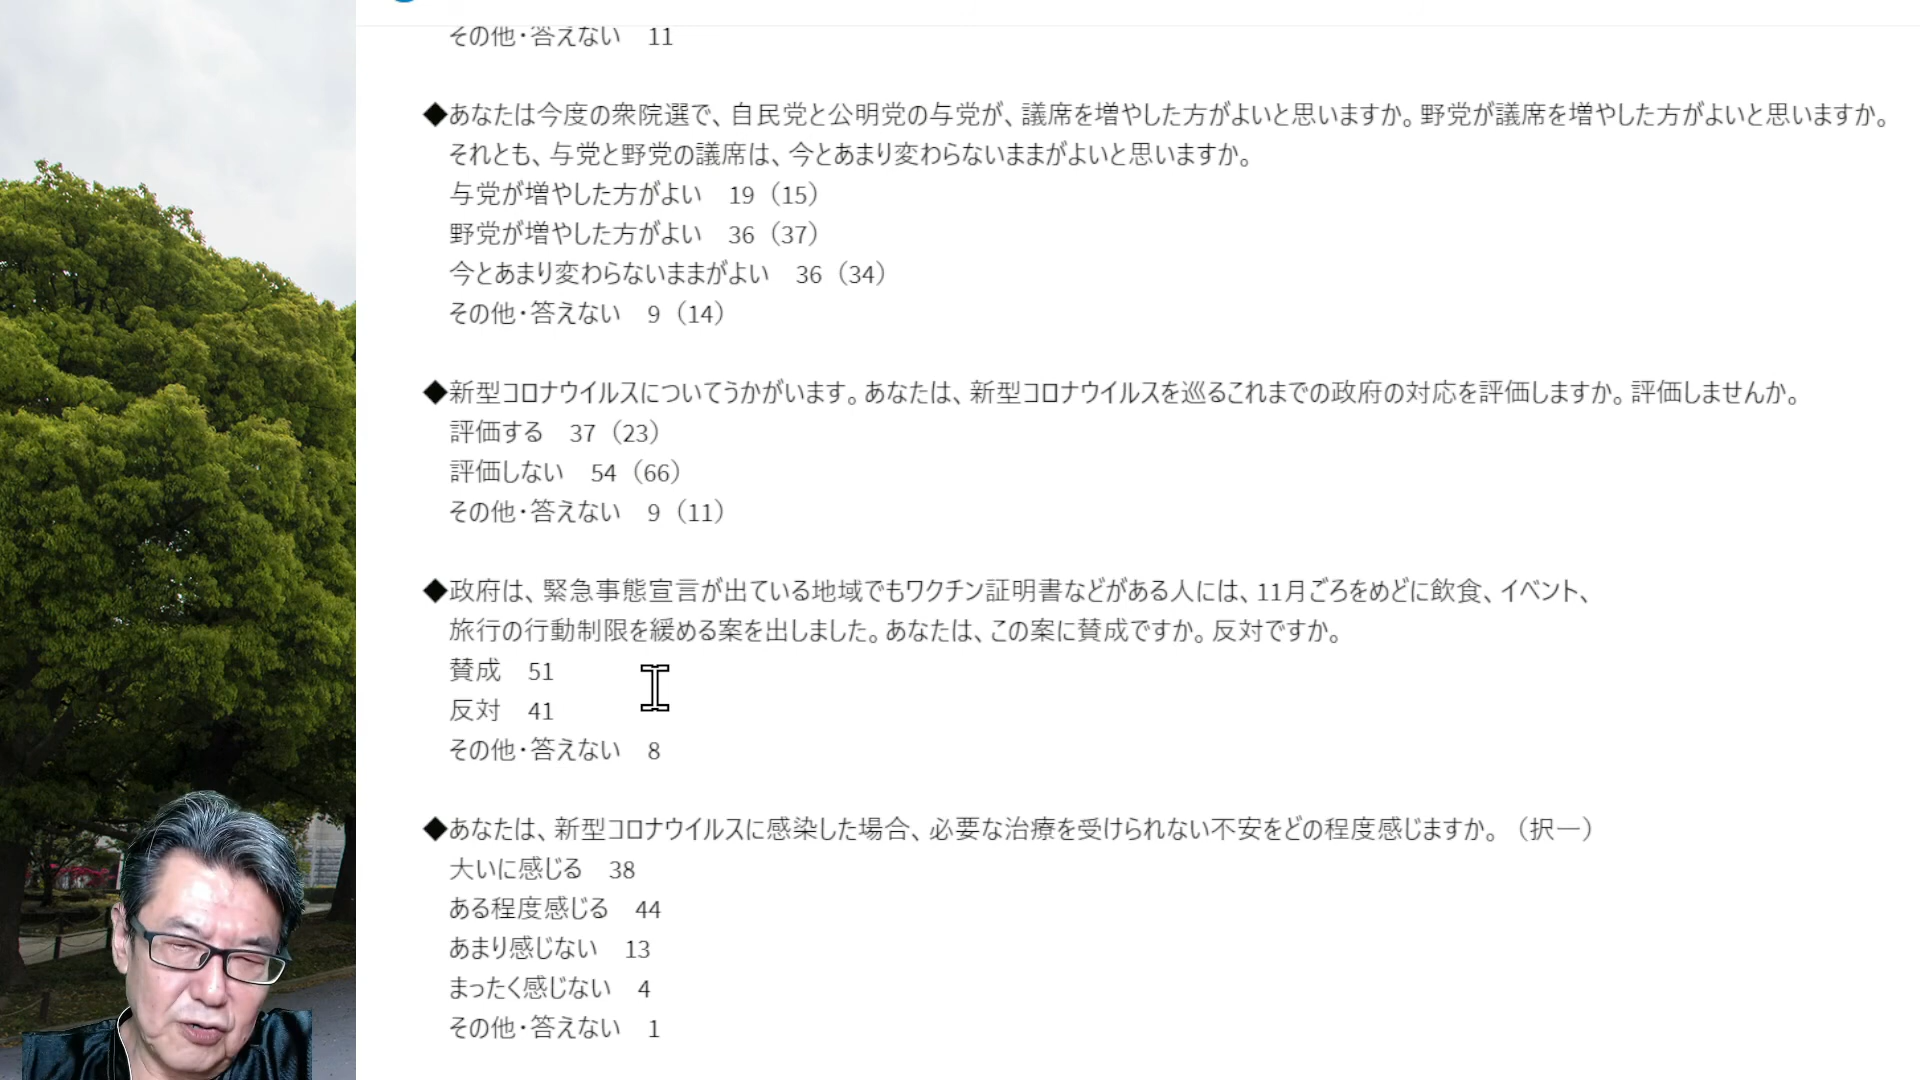 その他・答えない 11
◆あなたは今度の衆院選で、自民党と公明党の与党が、議席を増やした方がよいと思いますか。野党が議席を増やした方がよいと思いますか。
それとも、与党と野党の議席は、今とあまり変わらないままがよいと思いますか。
与党が増やした方がよい 19（15）
野党が増やした方がよい 36（37）
今とあまり変わらないままがよい 36（34）
その他・答えない 9（14）
◆新型コロナウイルスについてうかがいます。あなたは、新型コロナウイルスを巡るこれまでの政府の対応を評価しますか。評価しませんか。
評価する 37（23）
評価しない 54（66）
その他・答えない 9（11）
◆政府は、緊急事態宣言が出ている地域でもワクチン証明書などがある人には、11月ごろをめどに飲食、イベント、
旅行の行動制限を緩める案を出しました。あなたは、この案に賛成ですか。反対ですか。
賛成 51
反対 41
その他・答えない 8
◆あなたは、新型コロナウイルスに感染した場合、必要な治療を受けられない不安をどの程度感じますか。（択一）
大いに感じる 38
ある程度感じる 44
あまり感じない 13
まったく感じない 4
その他・答えない 1